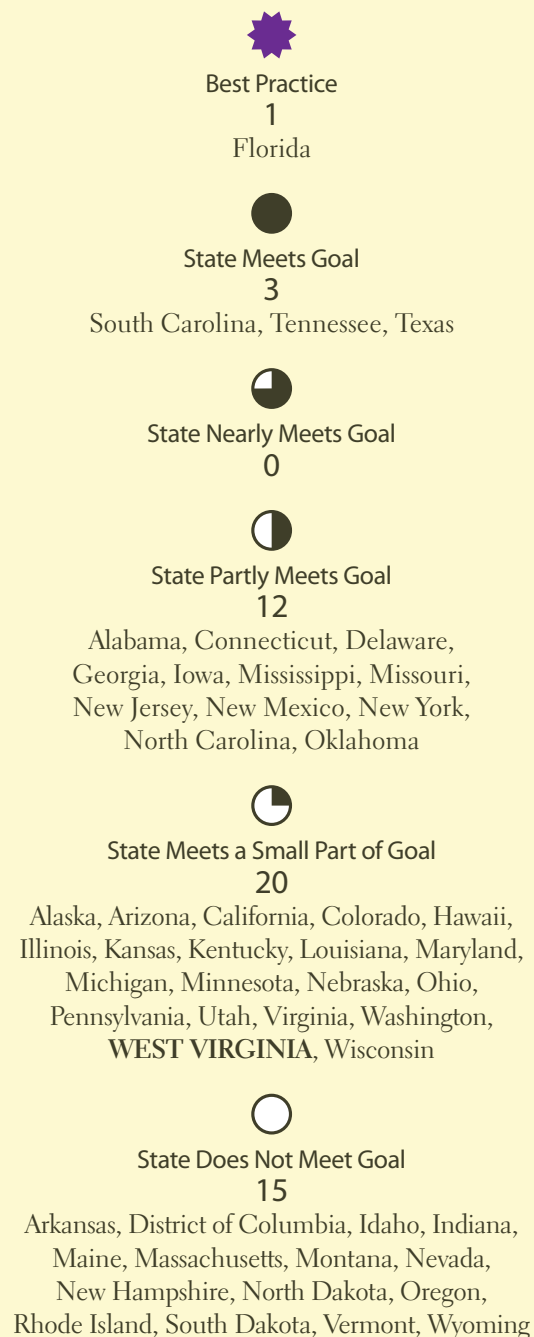 Best Practice
1
Florida
State Meets Goal
3
South Carolina, Tennessee, Texas
State Nearly Meets Goal
0
State Partly Meets Goal
12
Alabama, Connecticut, Delaware,
Georgia, Iowa, Mississippi, Missouri,
New Jersey, New Mexico, New York,
North Carolina, Oklahoma
State Meets a Small Part of Goal
20
Alaska, Arizona, California, Colorado, Hawaii,
Illinois, Kansas, Kentucky, Louisiana, Maryland,
Michigan, Minnesota, Nebraska, Ohio,
Pennsylvania, Utah, Virginia, Washington,
WEST VIRGINIA, Wisconsin
State Does Not Meet Goal
15
Arkansas, District of Columbia, Idaho, Indiana,
Maine, Massachusetts, Montana, Nevada,
New Hampshire, North Dakota, Oregon,
Rhode Island, South Dakota, Vermont, Wyoming